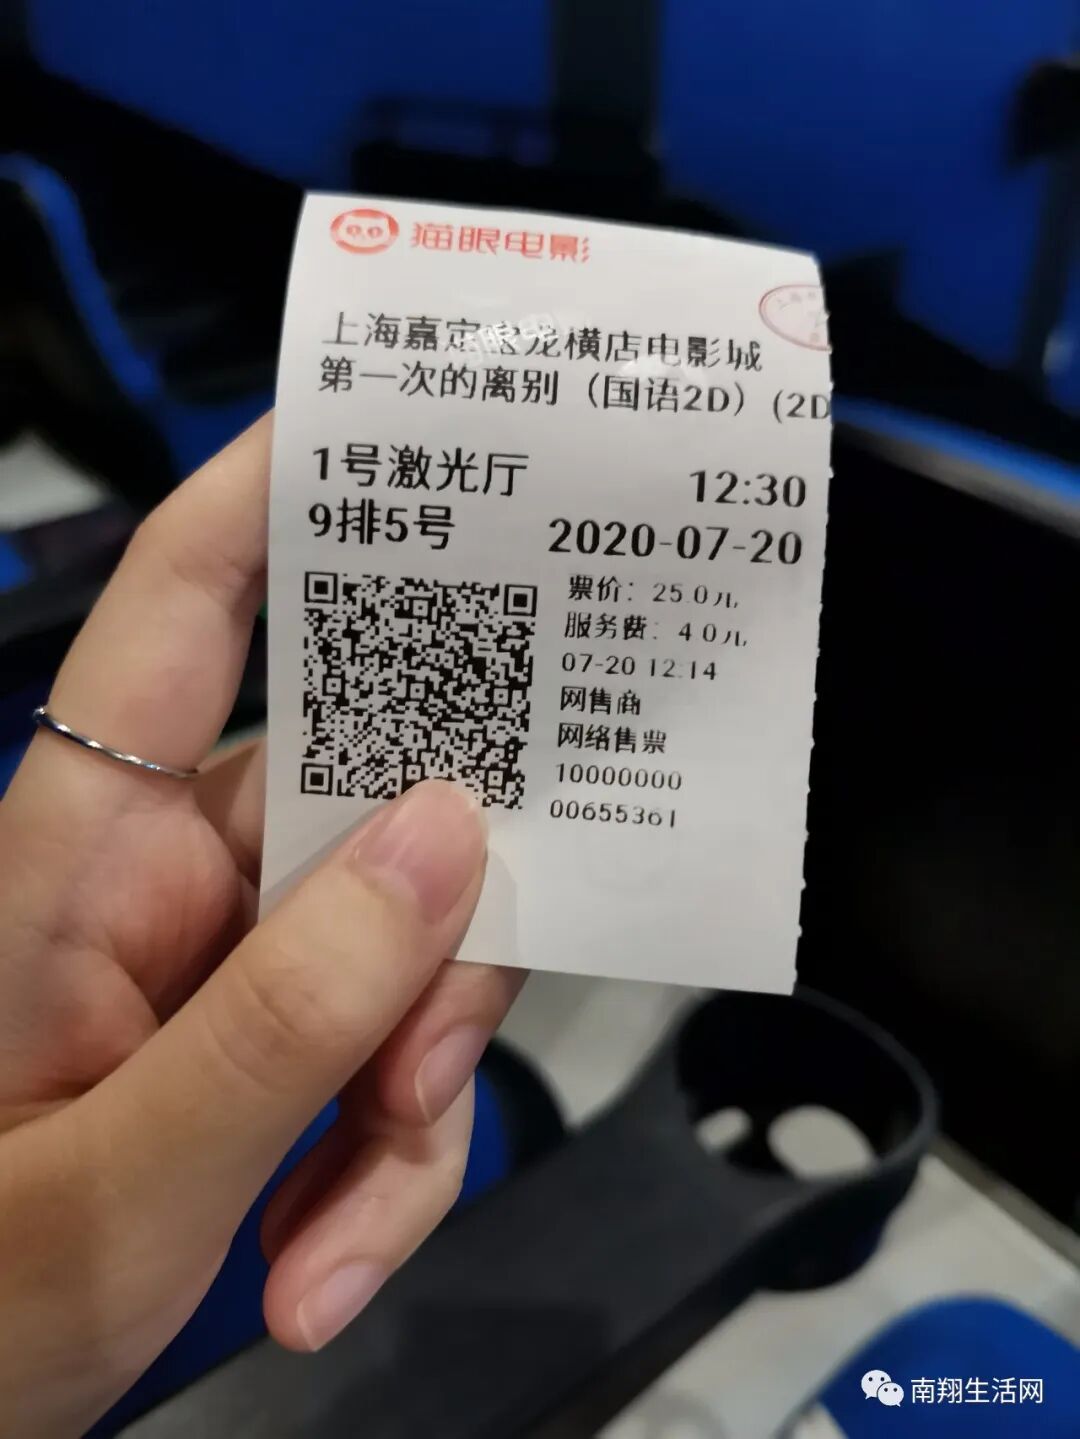 猫眼电影
上海嘉定宝龙横店电影城
第一次的离别（国语2D）(2D
1号激光厅 12:30
9排5号 2020-07-20
票价：25.0元
服务费：4.0元
07-20 12:14
网售商
网络售票
10000000
00655361
南翔生活网